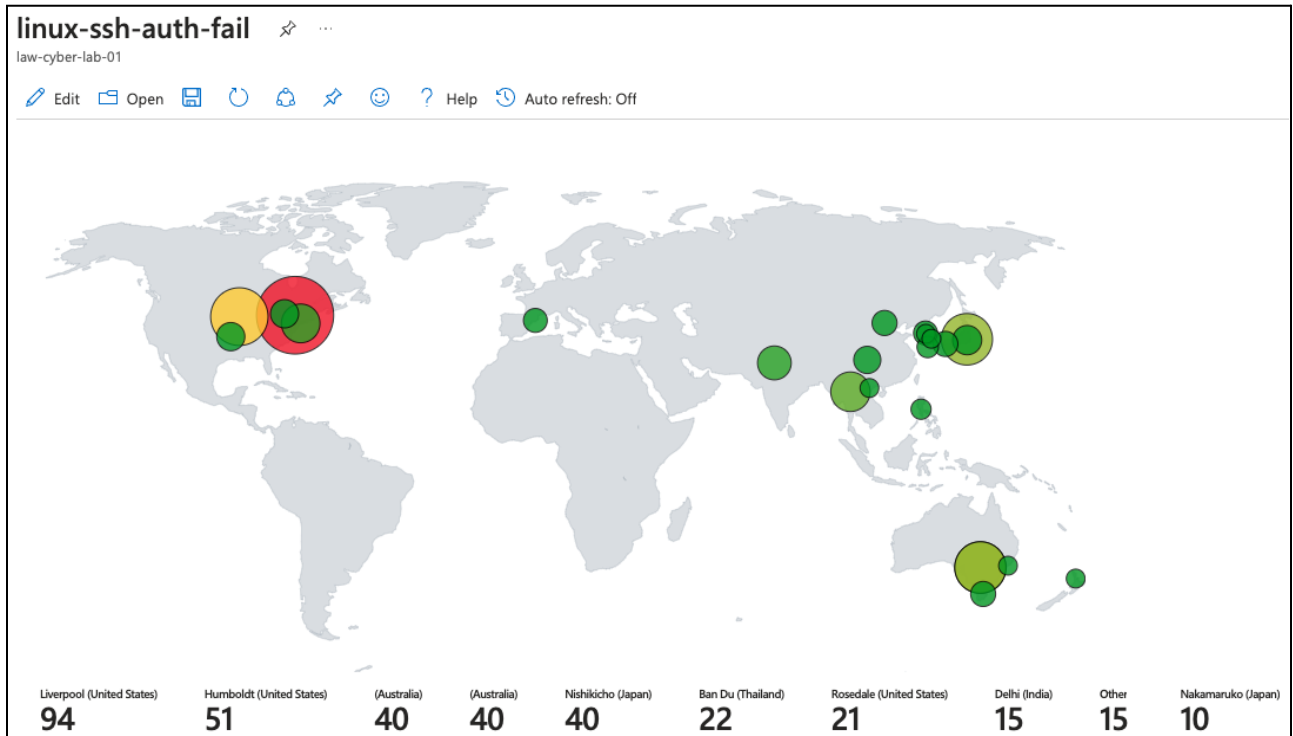 linux-ssh-auth-fail
law-cyber-lab-01
Edit Open Help Auto refresh: Off
Liverpool (United States) Humboldt (United States) (Australia) (Australia) Nishikicho (Japan) Ban Du (Thailand) Rosedale (United States) Delhi (India) Other Nakamaruko (Japan)
94 51 40 40 40 22 21 15 15 10